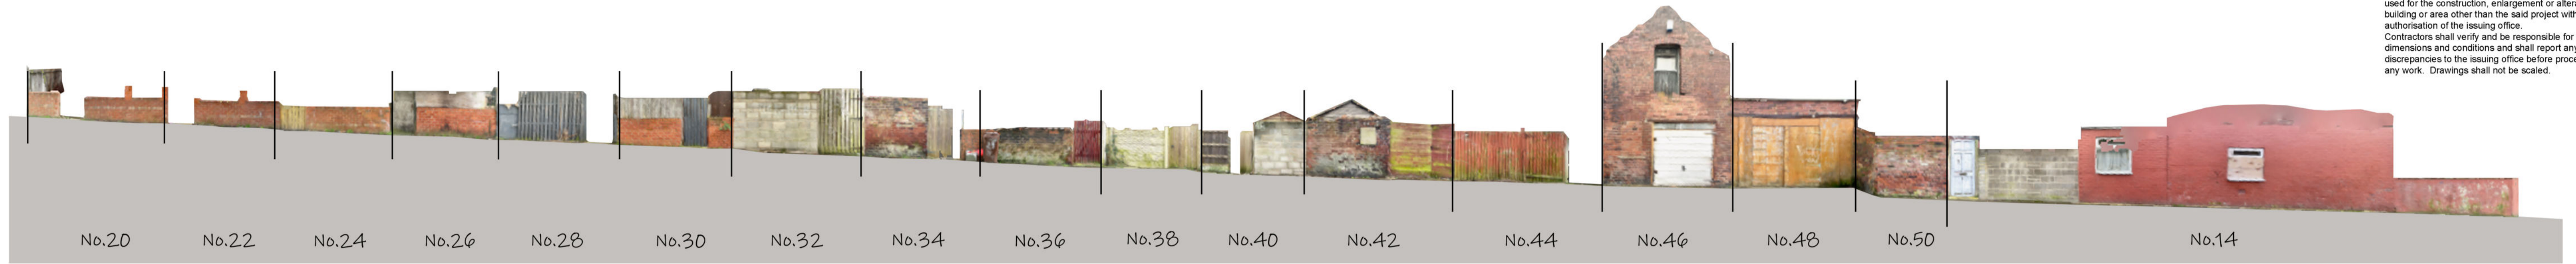 used for the construction, enlargement or
building or area other than the said project
authorisation of the issuing office.
Contractors shall verify and be responsible for
dimensions and conditions and shall report
discrepancies to the issuing office before
any work. Drawings shall not be scaled.
No.20 No.22 No.24 No.26 No.28 No.30 No.32 No.34 No.36 No.38 No.40 No.42 No.44 No.46 No.48 No.50 No.14